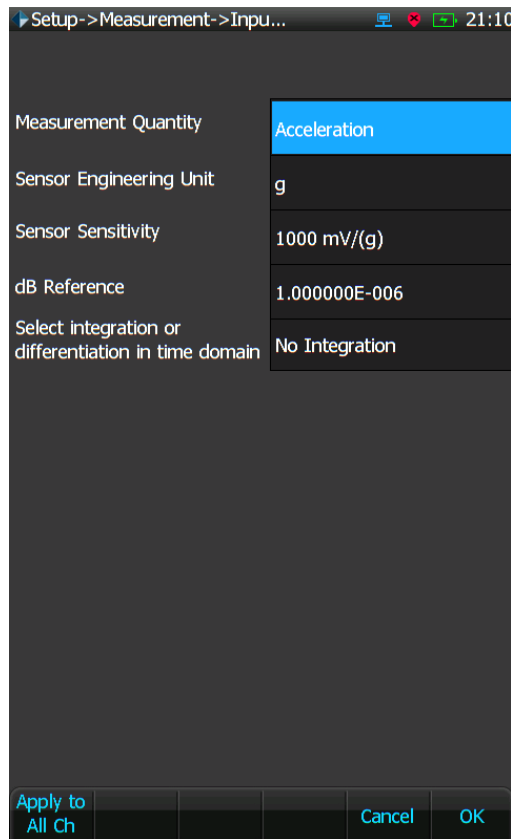 Setup->Measurement->Inpu... 21:10
Measurement Quantity Acceleration
Sensor Engineering Unit g
Sensor Sensitivity 1000 mV/(g)
dB Reference 1.000000E-006
Select integration or
differentiation in time domain No Integration
Apply to
All Ch Cancel OK